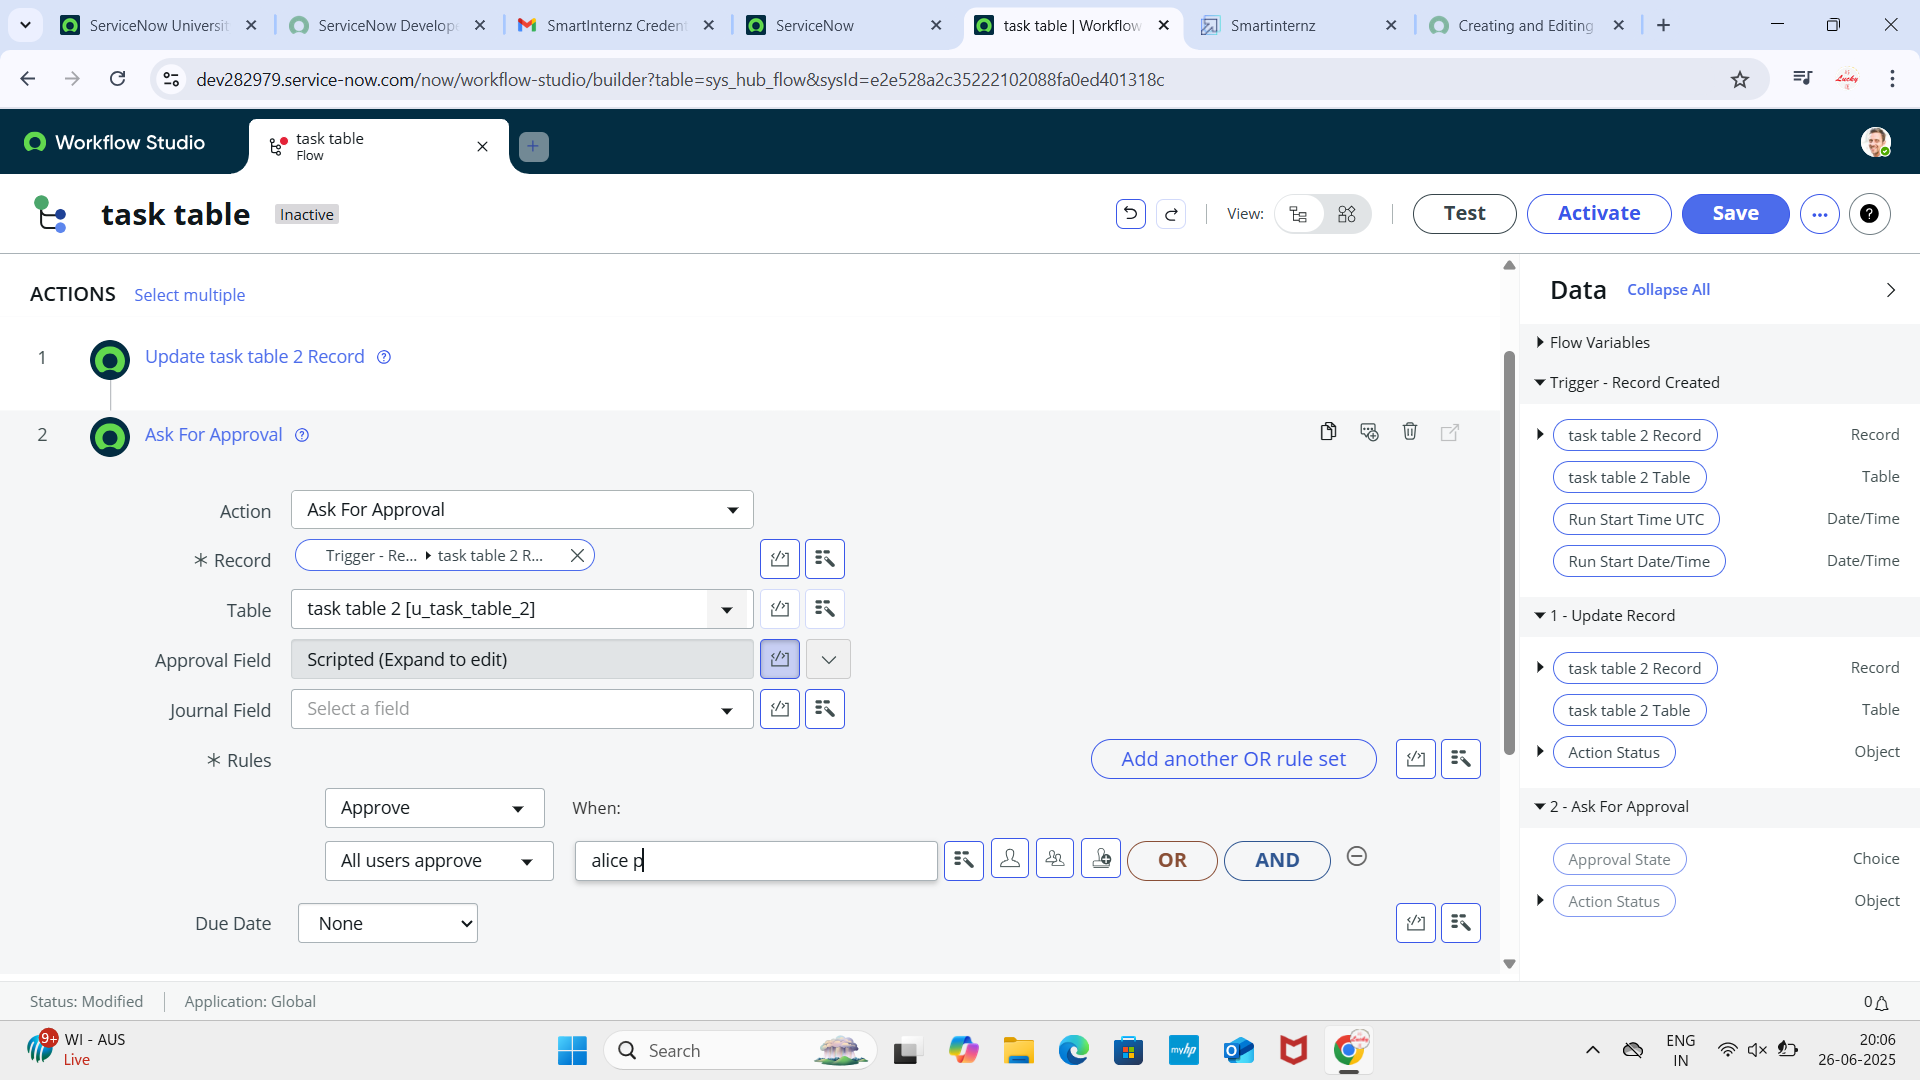 ServiceNow Universit
ServiceNow Develope
SmartInternz Credent
ServiceNow
task table | Workflow
Smartinternz
Creating and Editing
dev282979.service-now.com/now/workflow-studio/builder?table=sys_hub_flow&sysId=e2e528a2c35222102088fa0ed401318c
Lucky
Workflow Studio
task table
Flow
task table
Inactive
View:
Test
Activate
Save
ACTIONS
Select multiple
1
Update task table 2 Record
2
Ask For Approval
Action
Ask For Approval
* Record
Trigger - Re... ▸ task table 2 R...
Table
task table 2 [u_task_table_2]
Approval Field
Scripted (Expand to edit)
Journal Field
Select a field
* Rules
Add another OR rule set
Approve
When:
All users approve
alice p
OR
AND
Due Date
None
Data
Collapse All
Flow Variables
Trigger - Record Created
task table 2 Record
Record
task table 2 Table
Table
Run Start Time UTC
Date/Time
Run Start Date/Time
Date/Time
1 - Update Record
task table 2 Record
Record
task table 2 Table
Table
Action Status
Object
2 - Ask For Approval
Approval State
Choice
Action Status
Object
Status: Modified
Application: Global
0
9+
WI - AUS
Live
Search
myhp
ENG
IN
20:06
26-06-2025